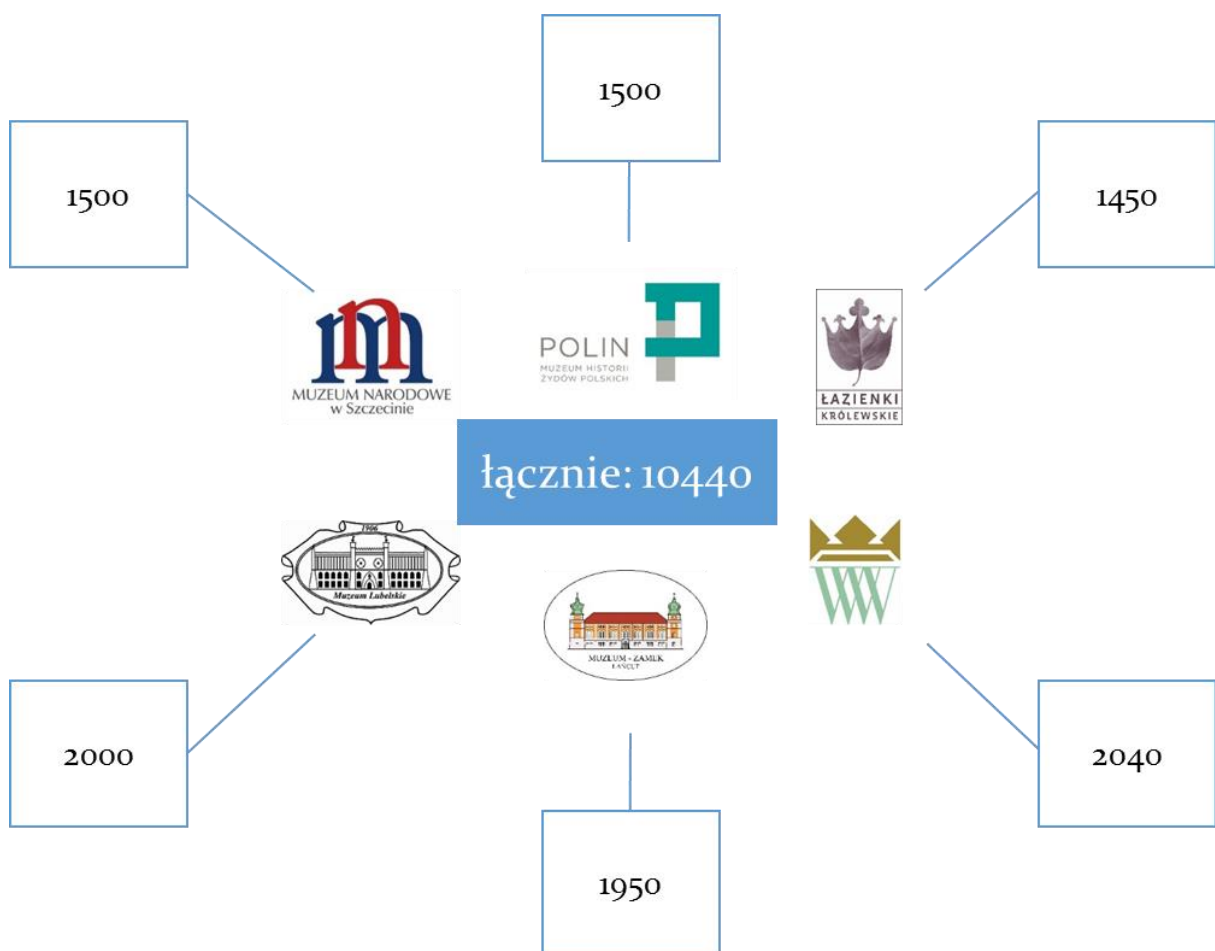 1500
1500
1450
MUZEUM NARODOWE
w Szczecinie
POLIN
MUZEUM HISTORII
ŻYDÓW POLSKICH
ŁAZIENKI
KRÓLEWSKIE
łącznie: 10440
1906
Muzeum Lubelskie
MUZEUM - ZAMEK
ŁAŃCUT
WW
2000
2040
1950